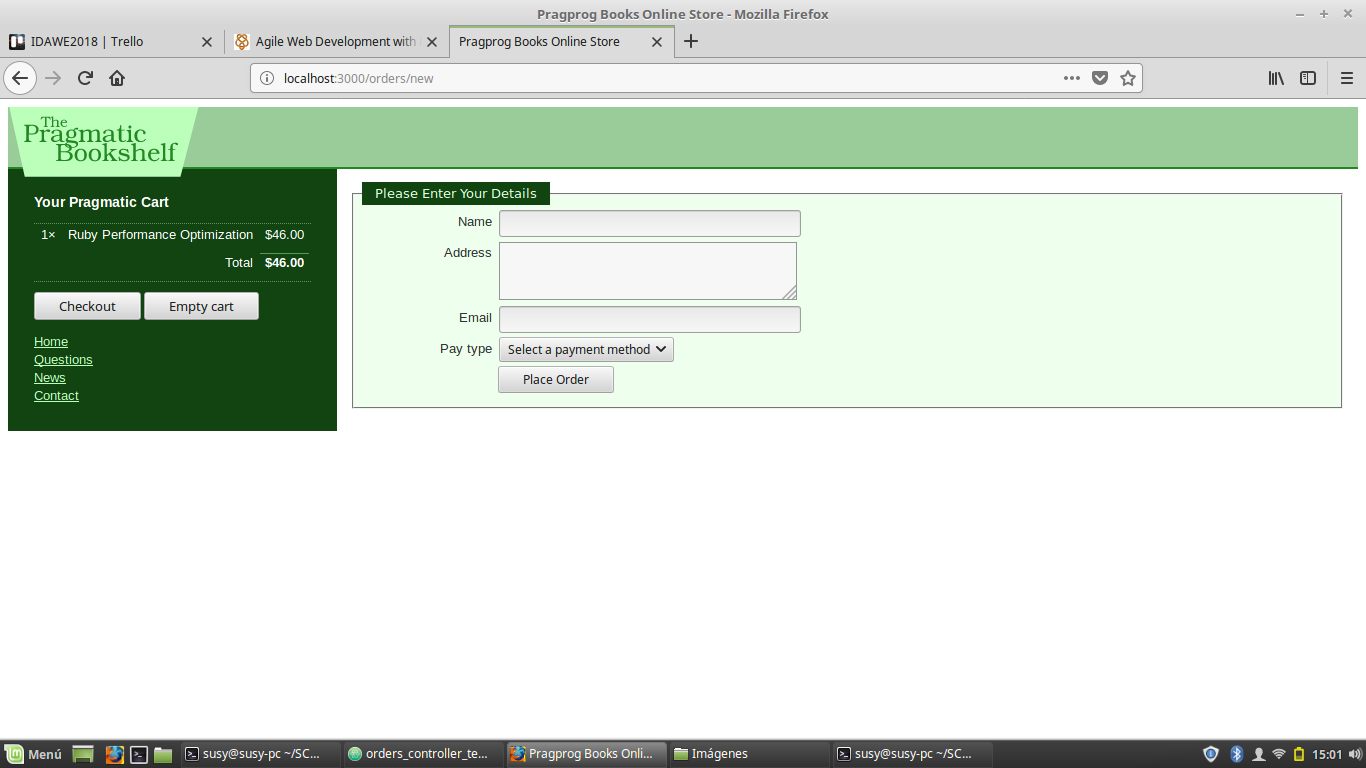 Pragprog Books Online Store - Mozilla Firefox
IDAWE2018 | Trello
Agile Web Development with
Pragprog Books Online Store
localhost:3000/orders/new
The
Pragmatic
Bookshelf
Your Pragmatic Cart
1× Ruby Performance Optimization $46.00
Total $46.00
Checkout Empty cart
Home
Questions
News
Contact
Please Enter Your Details
Name
Address
Email
Pay type Select a payment method
Place Order
Menú susy@susy-pc ~/SC... orders_controller_te... Pragprog Books Onli... Imágenes susy@susy-pc ~/SC... 15:01